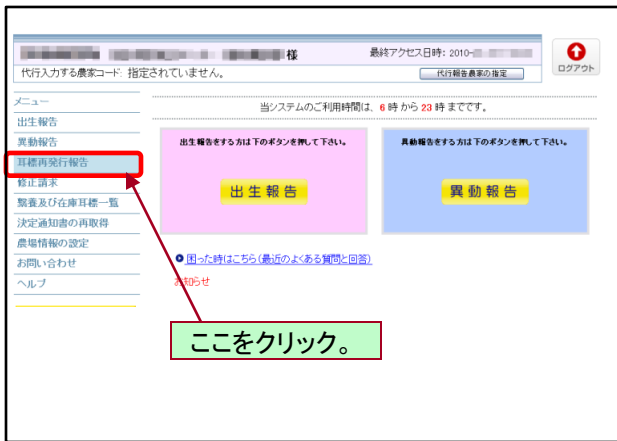 様
最終アクセス日時: 2010-
ログアウト
代行入力する農家コード: 指定されていません。
代行報告農家の指定
メニュー
当システムのご利用時間は、6 時 から 23 時 までです。
出生報告
異動報告
耳標再発行報告
修正請求
繋養及び在庫耳標一覧
決定通知書の再取得
農場情報の設定
お問い合わせ
ヘルプ
出生報告をする方は下のボタンを押して下さい。
出生報告
異動報告をする方は下のボタンを押して下さい。
異動報告
困った時はこちら(最近のよくある質問と回答)
お知らせ
ここをクリック。